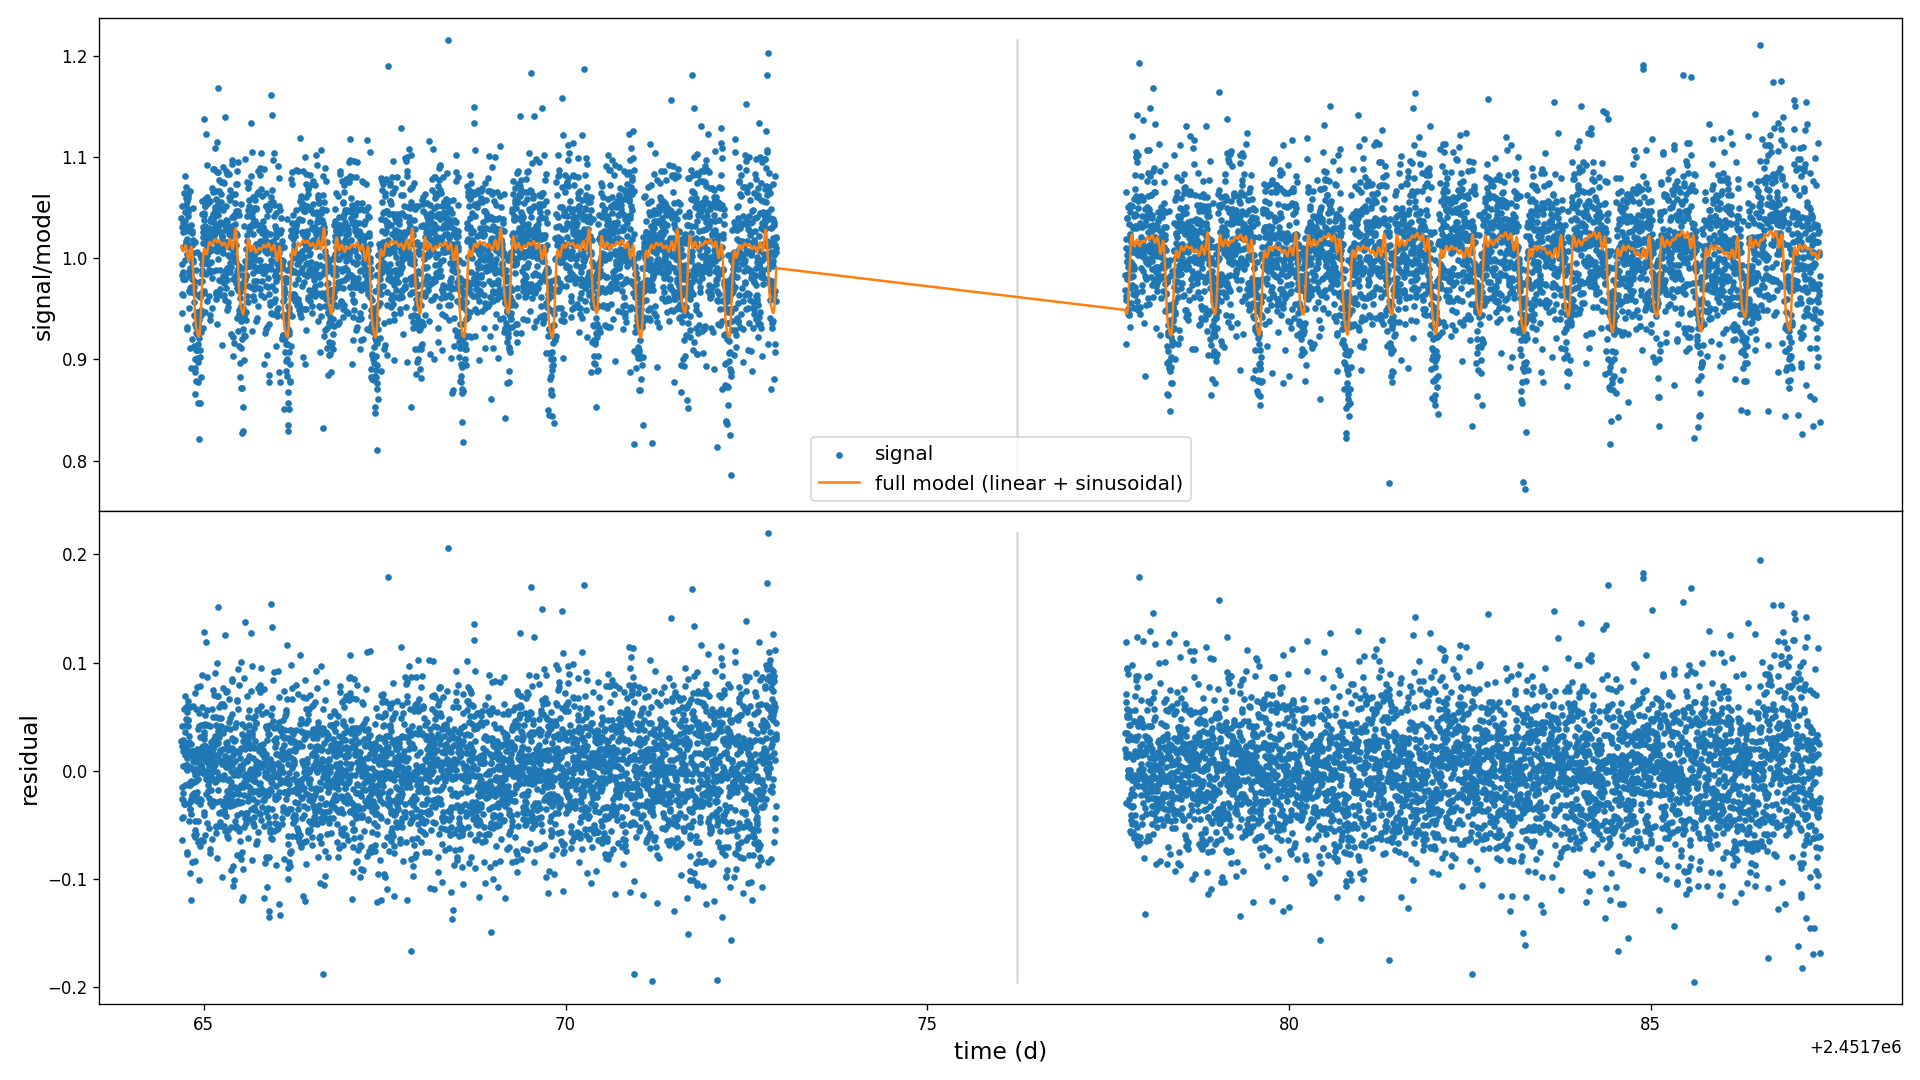 1.2
1.1
1.0
0.9
0.8
signal/model
signal
full model (linear + sinusoidal)
0.2
0.1
0.0
−0.1
−0.2
residual
65
70
75
80
85
time (d)
+2.4517e6